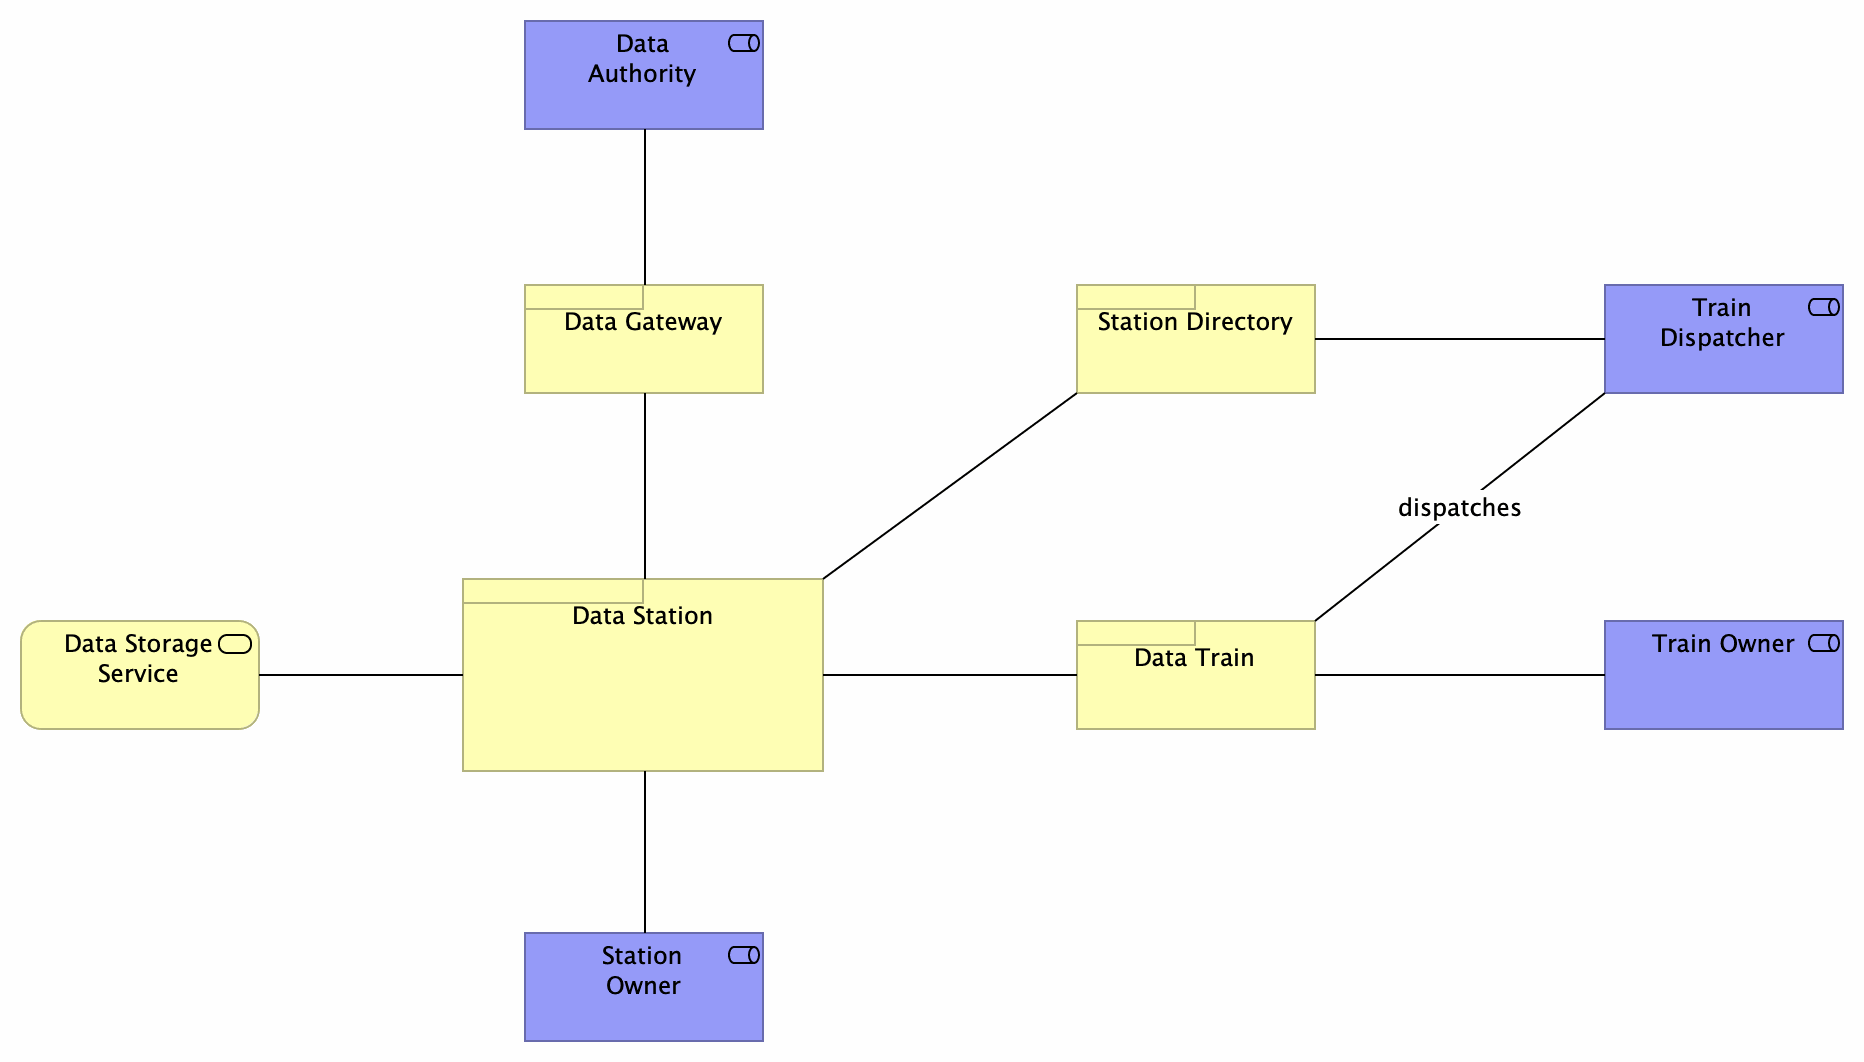 Data
Authority
Data Gateway
Station Directory
Train
Dispatcher
dispatches
Data Station
Data Storage
Service
Data Train
Train Owner
Station
Owner